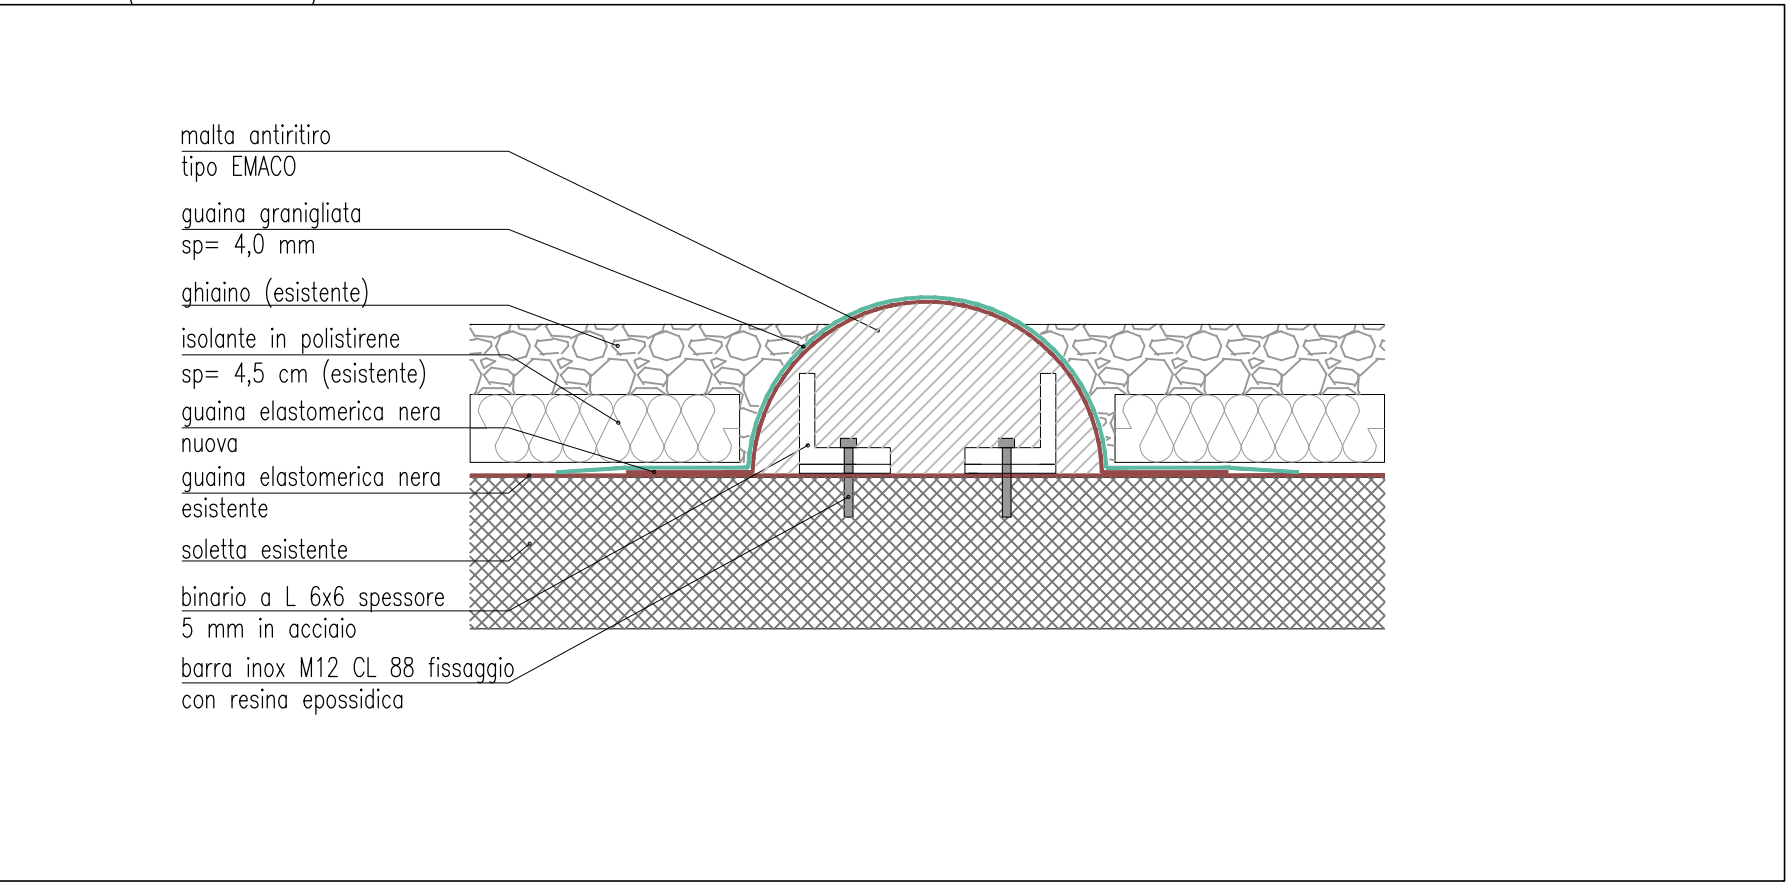 malta antiritiro
tipo EMACO
guaina granigliata
sp= 4,0 mm
ghiaino (esistente)
isolante in polistirene
sp= 4,5 cm (esistente)
guaina elastomerica nera
nuova
guaina elastomerica nera
esistente
soletta esistente
binario a L 6x6 spessore
5 mm in acciaio
barra inox M12 CL 88 fissaggio
con resina epossidica